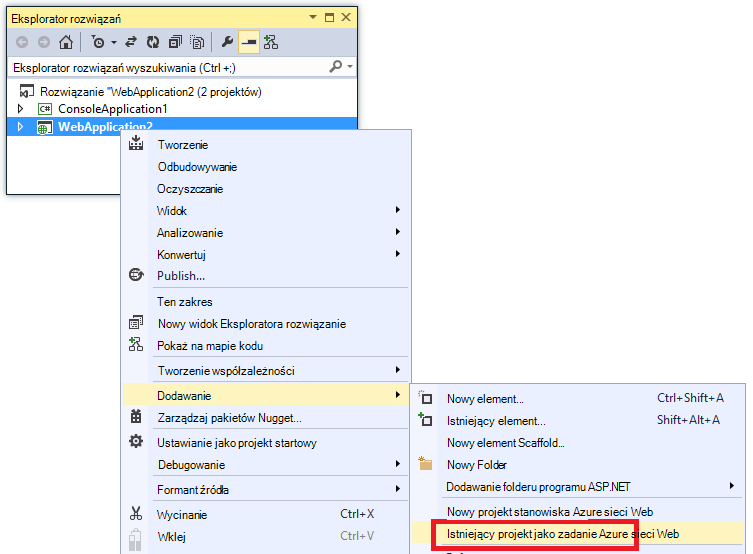 Eksplorator rozwiązań
Eksplorator rozwiązań wyszukiwania (Ctrl +;)
Rozwiązanie "WebApplication2 (2 projektów)
C# ConsoleApplication1
WebApplication2
Tworzenie
Odbudowywanie
Oczyszczanie
Widok
Analizowanie
Konwertuj
Publish...
Ten zakres
Nowy widok Eksploratora rozwiązanie
Pokaż na mapie kodu
Tworzenie współzależności
Dodawanie
Zarządzaj pakietów Nugget...
Ustawianie jako projekt startowy
Debugowanie
Formant źródła
Wycinanie Ctrl+X
Wklej Ctrl+V
Nowy element... Ctrl+Shift+A
Istniejący element... Shift+Alt+A
Nowy element Scaffold...
Nowy Folder
Dodawanie folderu programu ASP.NET
Nowy projekt stanowiska Azure sieci Web
Istniejący projekt jako zadanie Azure sieci Web